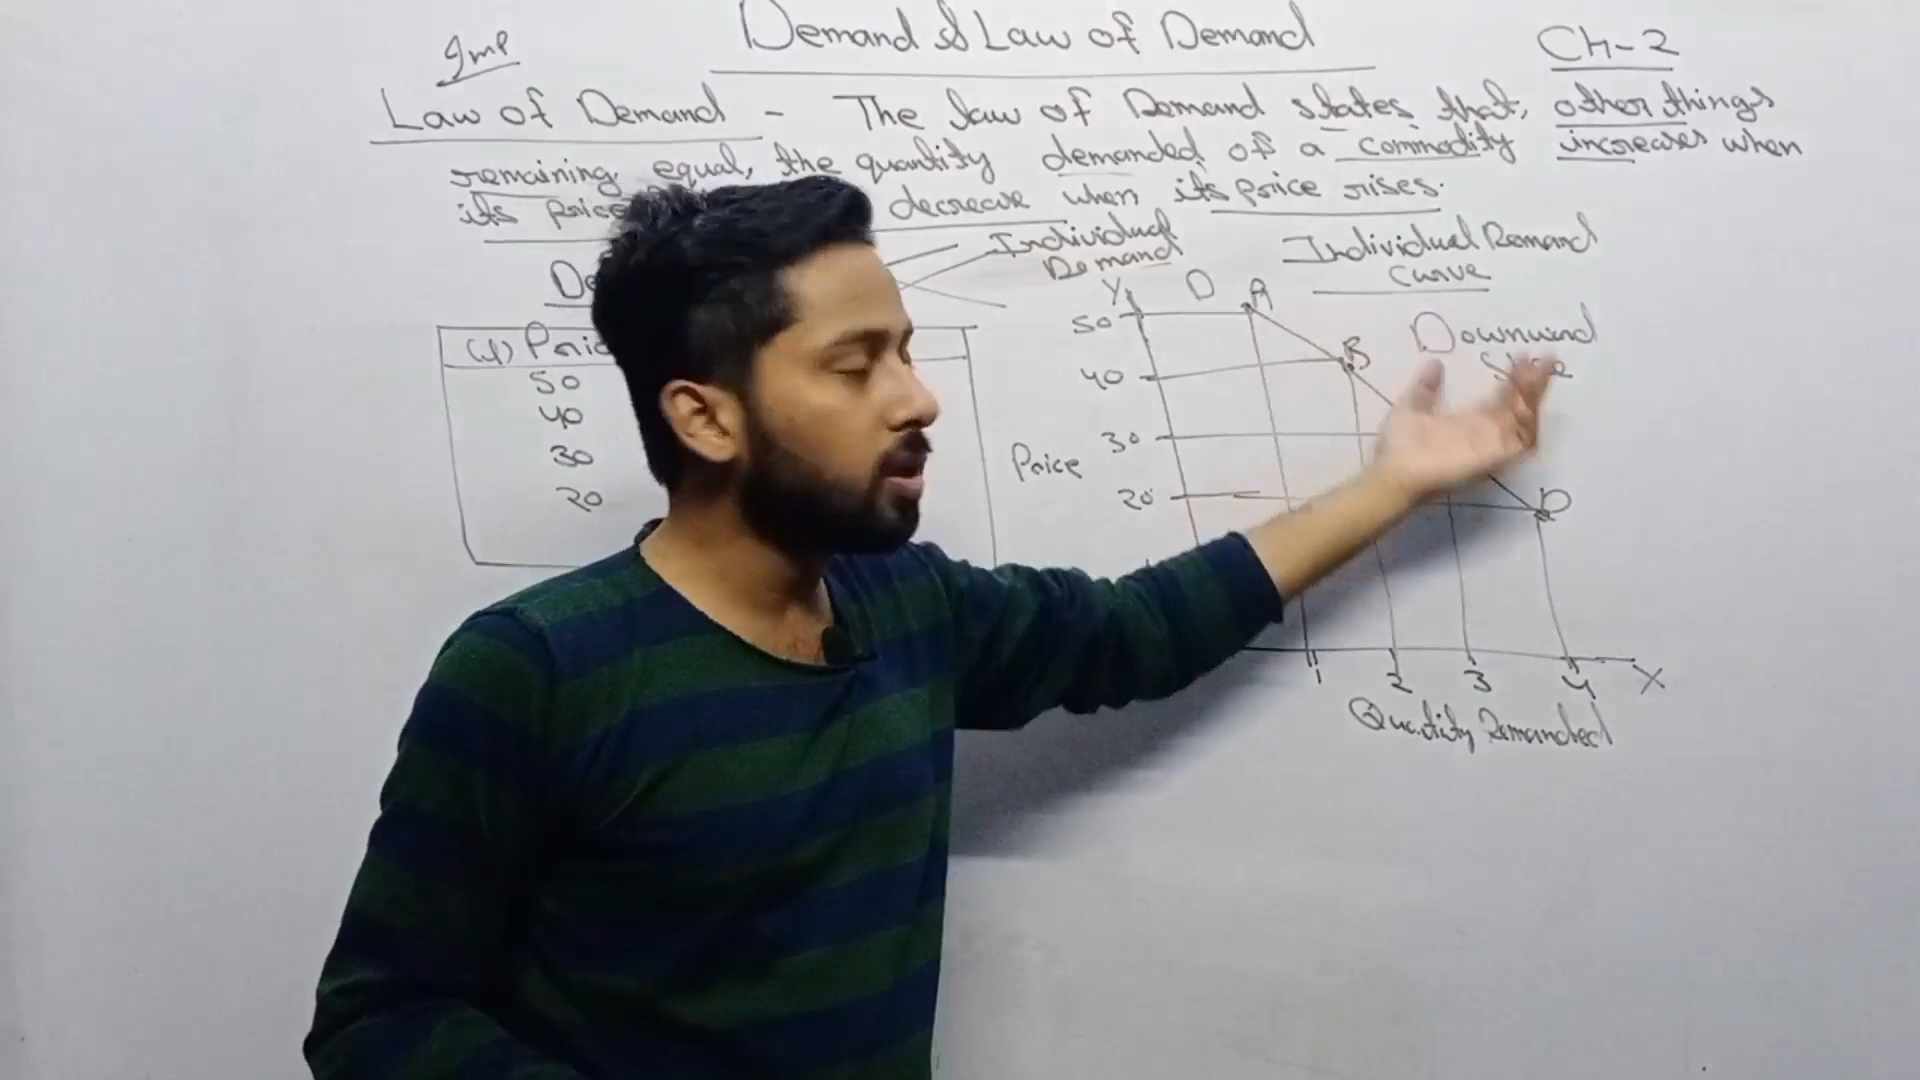 Imp
Demand & Law of Demand
Ch-2
Law of Demand - The law of Demand states that, other things
remaining equal, the quantity demanded of a commodity increases when
its price decrease when its price rises.
Individual
Demand
Individual Demand
Curve
Y
D
A
50
B
40
30
20
D
Downward
Price
50
40
30
20
1 2 3 4 X
Quantity Demanded